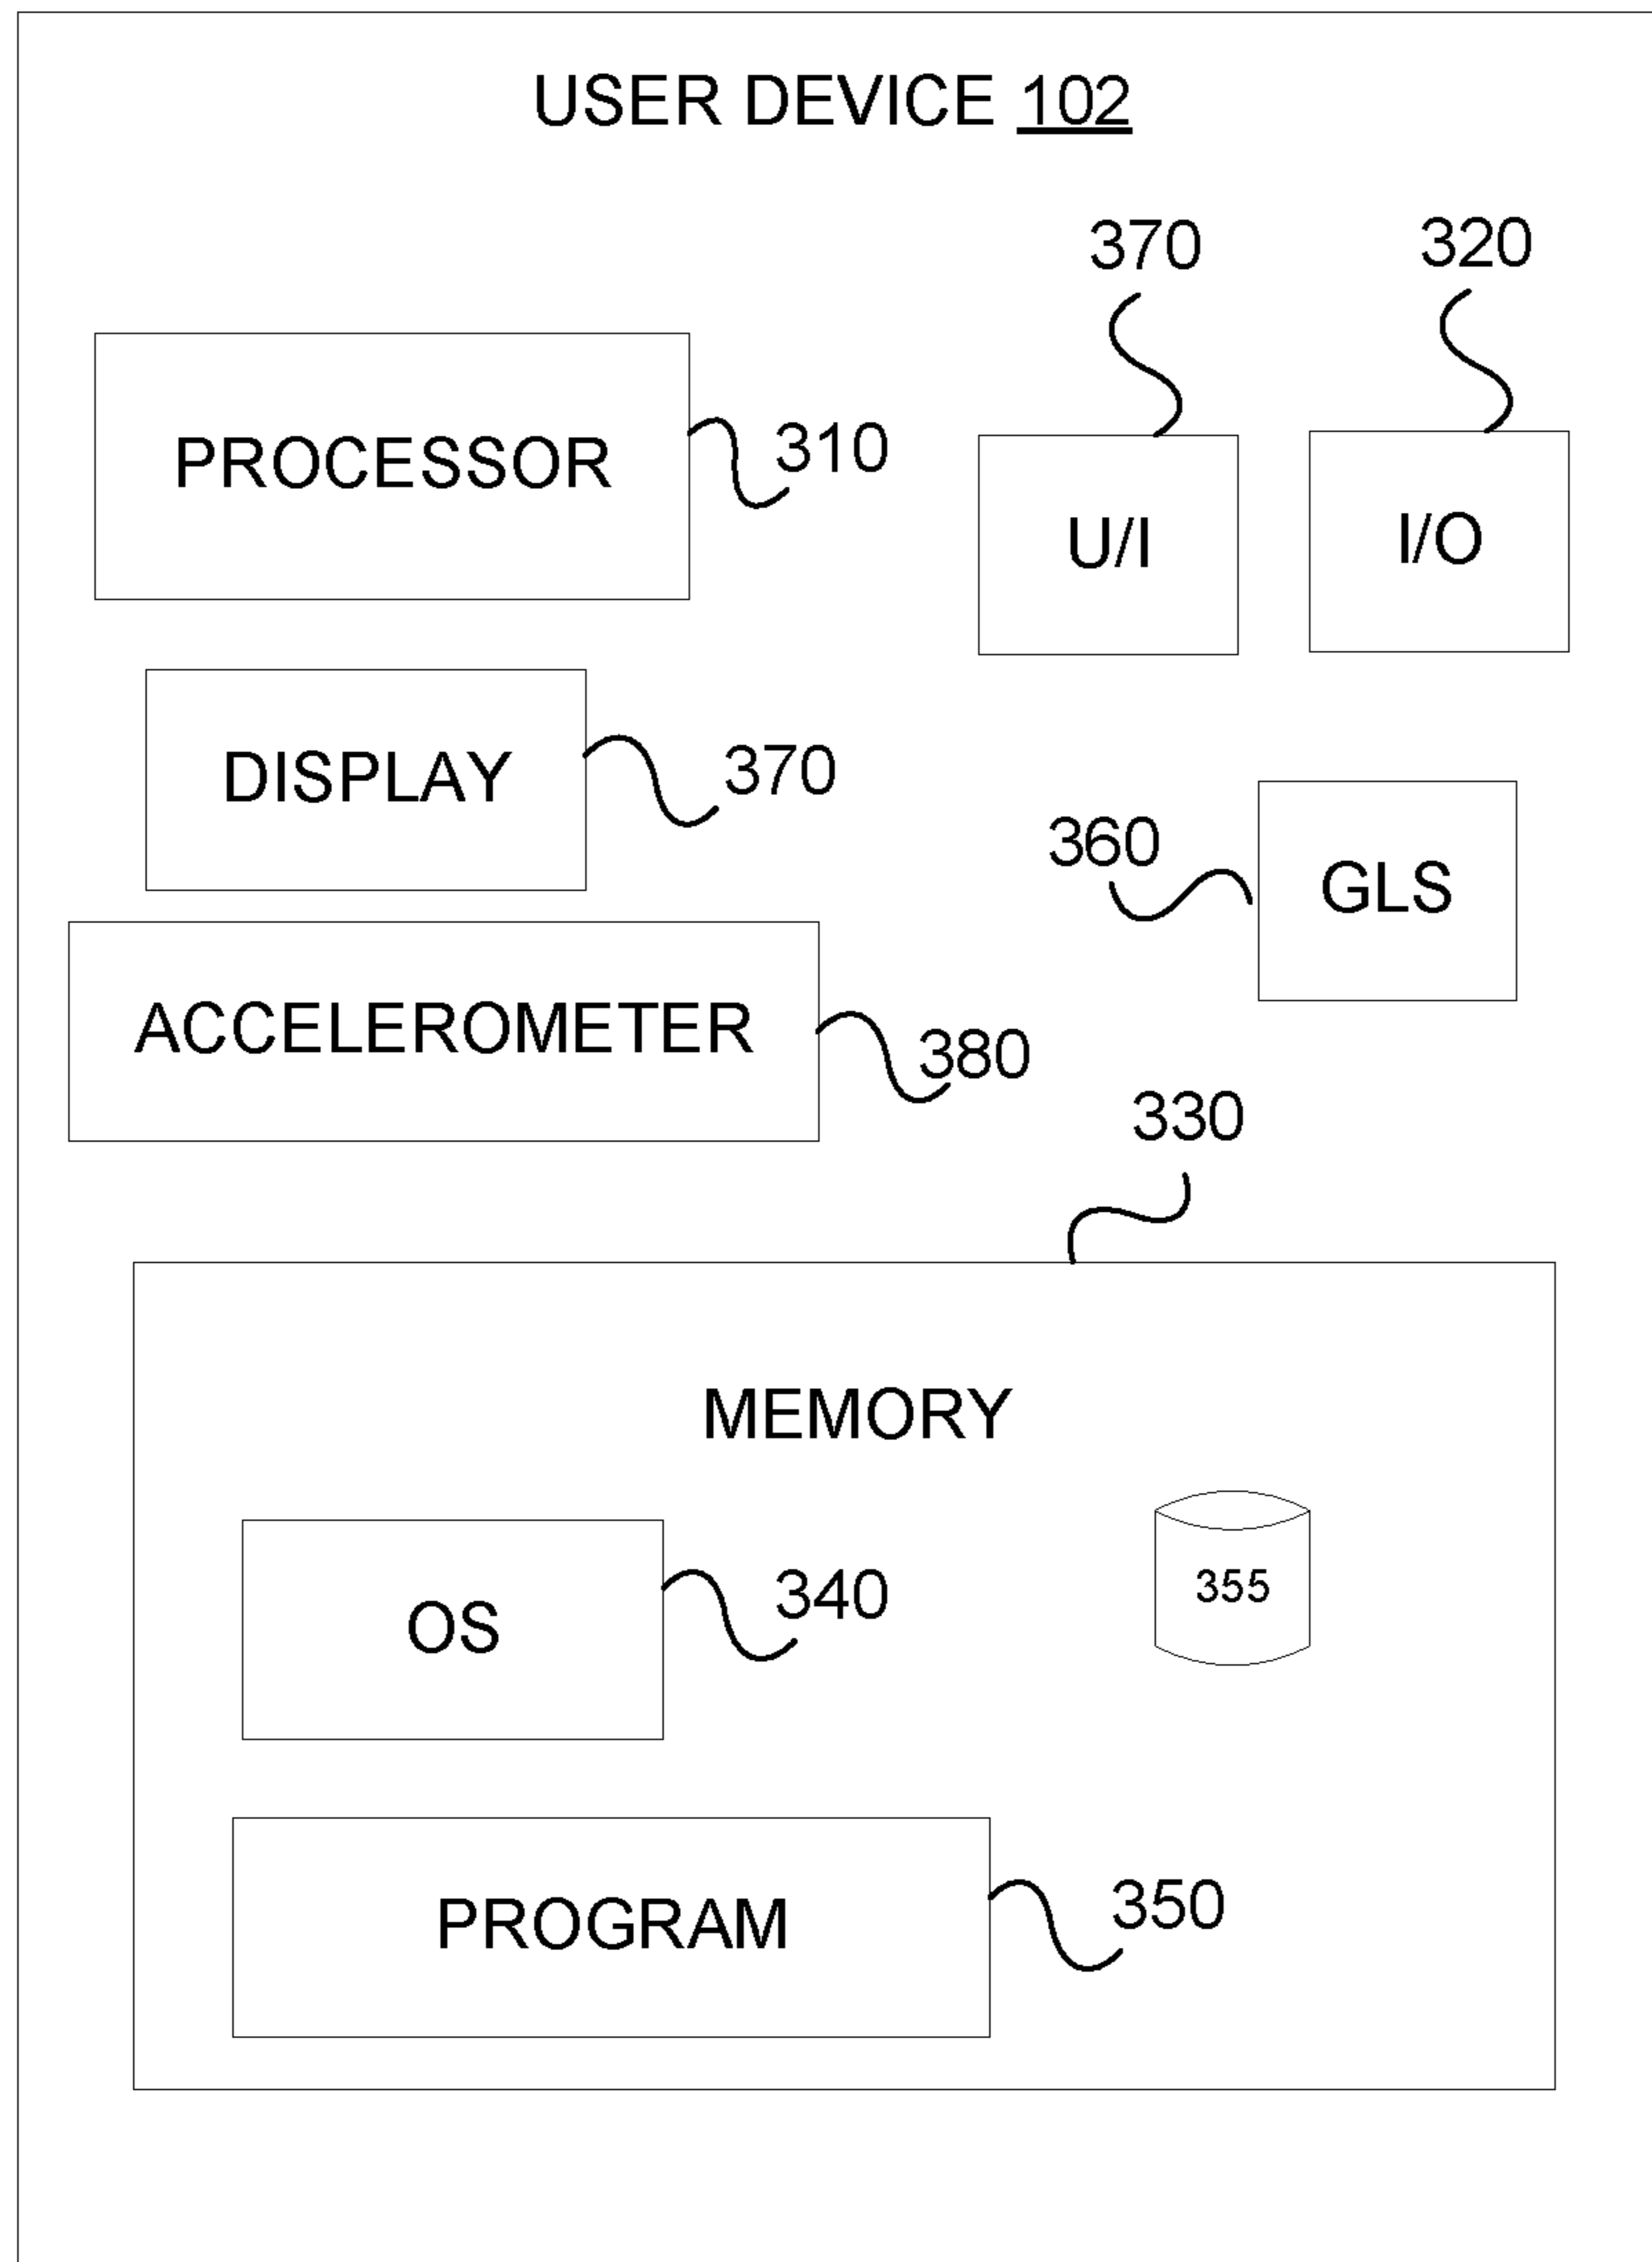 USER DEVICE 102
370
320
PROCESSOR
310
U/I
I/O
DISPLAY
370
360
GLS
ACCELEROMETER
380
330
MEMORY
OS
340
355
PROGRAM
350